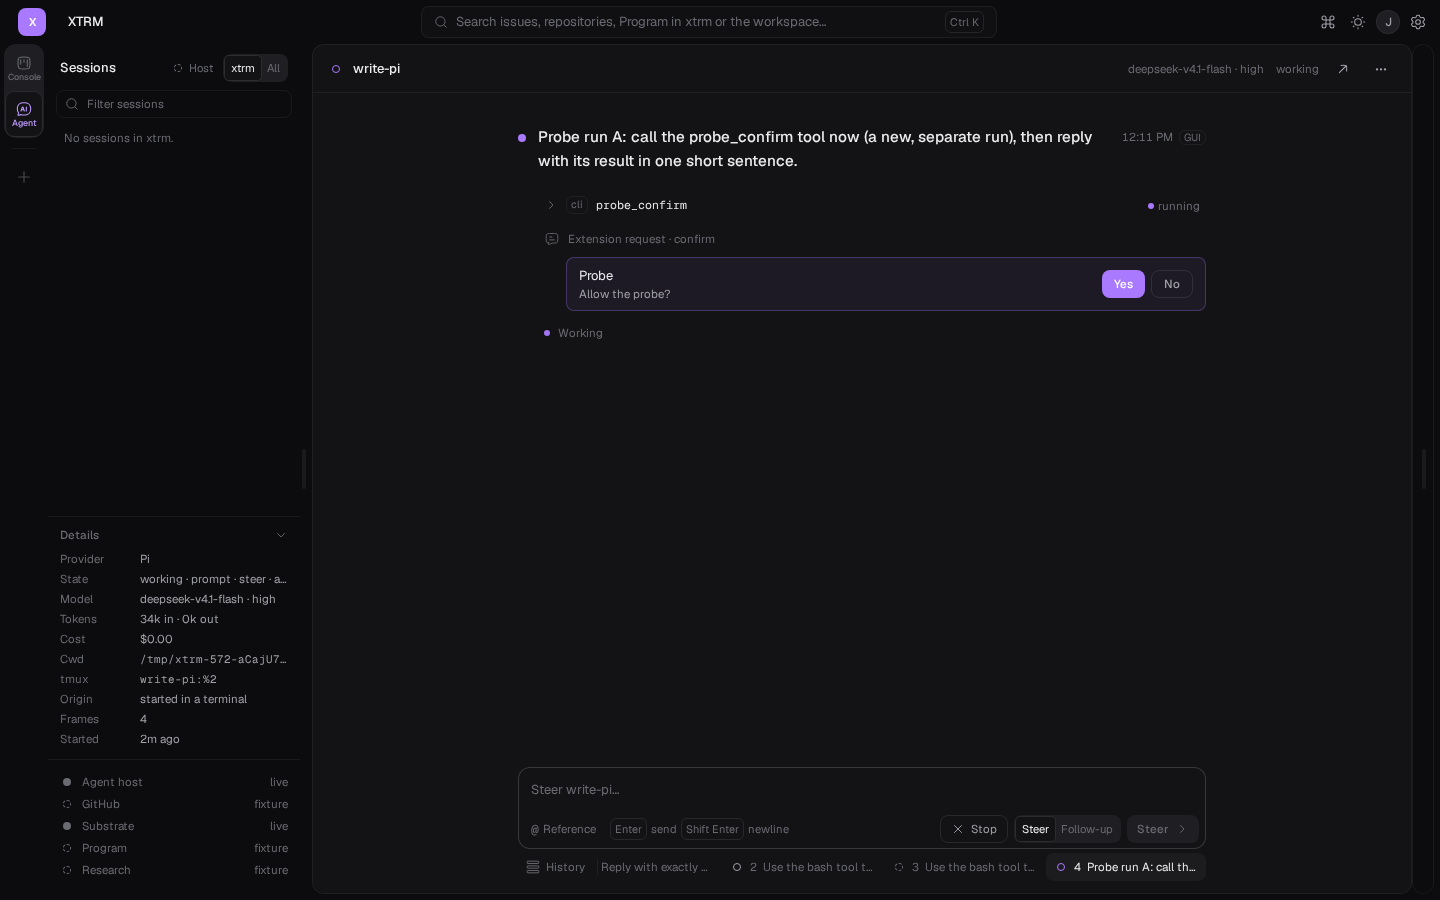 X
XTRM
Search issues, repositories, Program in xtrm or the workspace...
Ctrl K
J
Console
AI
Agent
Sessions
Host
xtrm
All
Filter sessions
No sessions in xtrm.
write-pi
deepseek-v4.1-flash · high
working
Probe run A: call the probe_confirm tool now (a new, separate run), then reply
with its result in one short sentence.
12:11 PM
GUI
cli
probe_confirm
running
Extension request · confirm
Probe
Allow the probe?
Yes
No
Working
Details
Provider Pi
State working · prompt · steer · a...
Model deepseek-v4.1-flash · high
Tokens 34k in · 0k out
Cost $0.00
Cwd /tmp/xtrm-572-aCajU7...
tmux write-pi:%2
Origin started in a terminal
Frames 4
Started 2m ago
Agent host live
GitHub fixture
Substrate live
Program fixture
Research fixture
Steer write-pi...
@ Reference
Enter send Shift Enter newline
Stop
Steer
Follow-up
Steer
History
Reply with exactly ...
2 Use the bash tool t...
3 Use the bash tool t...
4 Probe run A: call th...